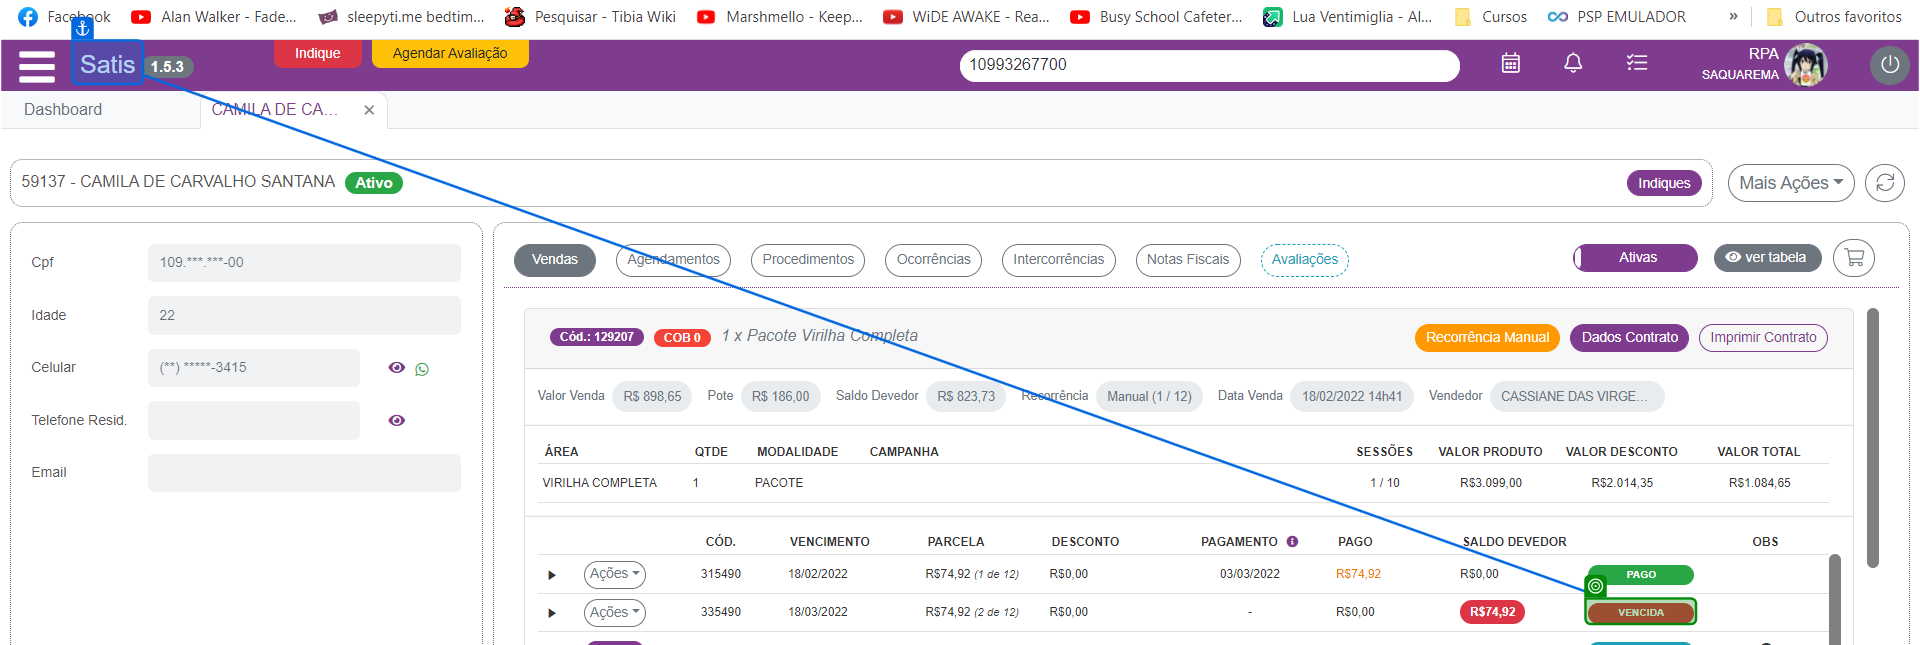 Facebook Alan Walker - Fade... sleepyti.me bedtim... Pesquisar - Tibia Wiki Marshmello - Keep... WiDE AWAKE - Rea... Busy School Cafeter... Lua Ventimiglia - Al... Cursos PSP EMULADOR » Outros favoritos
Satis 1.5.3 Indique Agendar Avaliação 10993267700 RPA
SAQUAREMA
Dashboard CAMILA DE CA... ×
59137 - CAMILA DE CARVALHO SANTANA Ativo Indiques Mais Ações
Cpf 109.***.***-00
Idade 22
Celular (**) *****-3415
Telefone Resid.
Email
Vendas Agendamentos Procedimentos Ocorrências Intercorrências Notas Fiscais Avaliações Ativas ver tabela
Cód.: 129207 COB 0 1 x Pacote Virilha Completa Recorrência Manual Dados Contrato Imprimir Contrato
Valor Venda R$ 898,65 Pote R$ 186,00 Saldo Devedor R$ 823,73 Recorrência Manual (1 / 12) Data Venda 18/02/2022 14h41 Vendedor CASSIANE DAS VIRGE...
ÁREA QTDE MODALIDADE CAMPANHA SESSÕES VALOR PRODUTO VALOR DESCONTO VALOR TOTAL
VIRILHA COMPLETA 1 PACOTE 1 / 10 R$3.099,00 R$2.014,35 R$1.084,65
CÓD. VENCIMENTO PARCELA DESCONTO PAGAMENTO PAGO SALDO DEVEDOR OBS
Ações 315490 18/02/2022 R$74,92 (1 de 12) R$0,00 03/03/2022 R$74,92 R$0,00 PAGO
Ações 335490 18/03/2022 R$74,92 (2 de 12) R$0,00 - R$0,00 R$74,92 VENCIDA